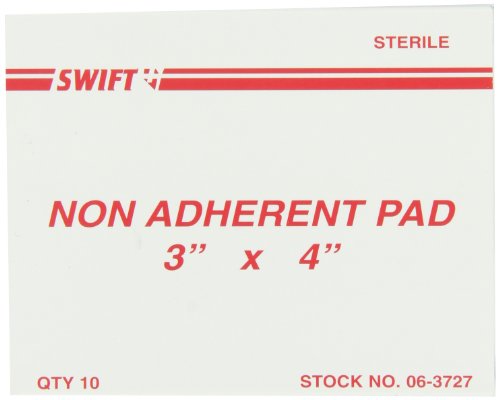 STERILE
SWIFT
NON ADHERENT PAD
3” x 4”
QTY 10 STOCK NO. 06-3727